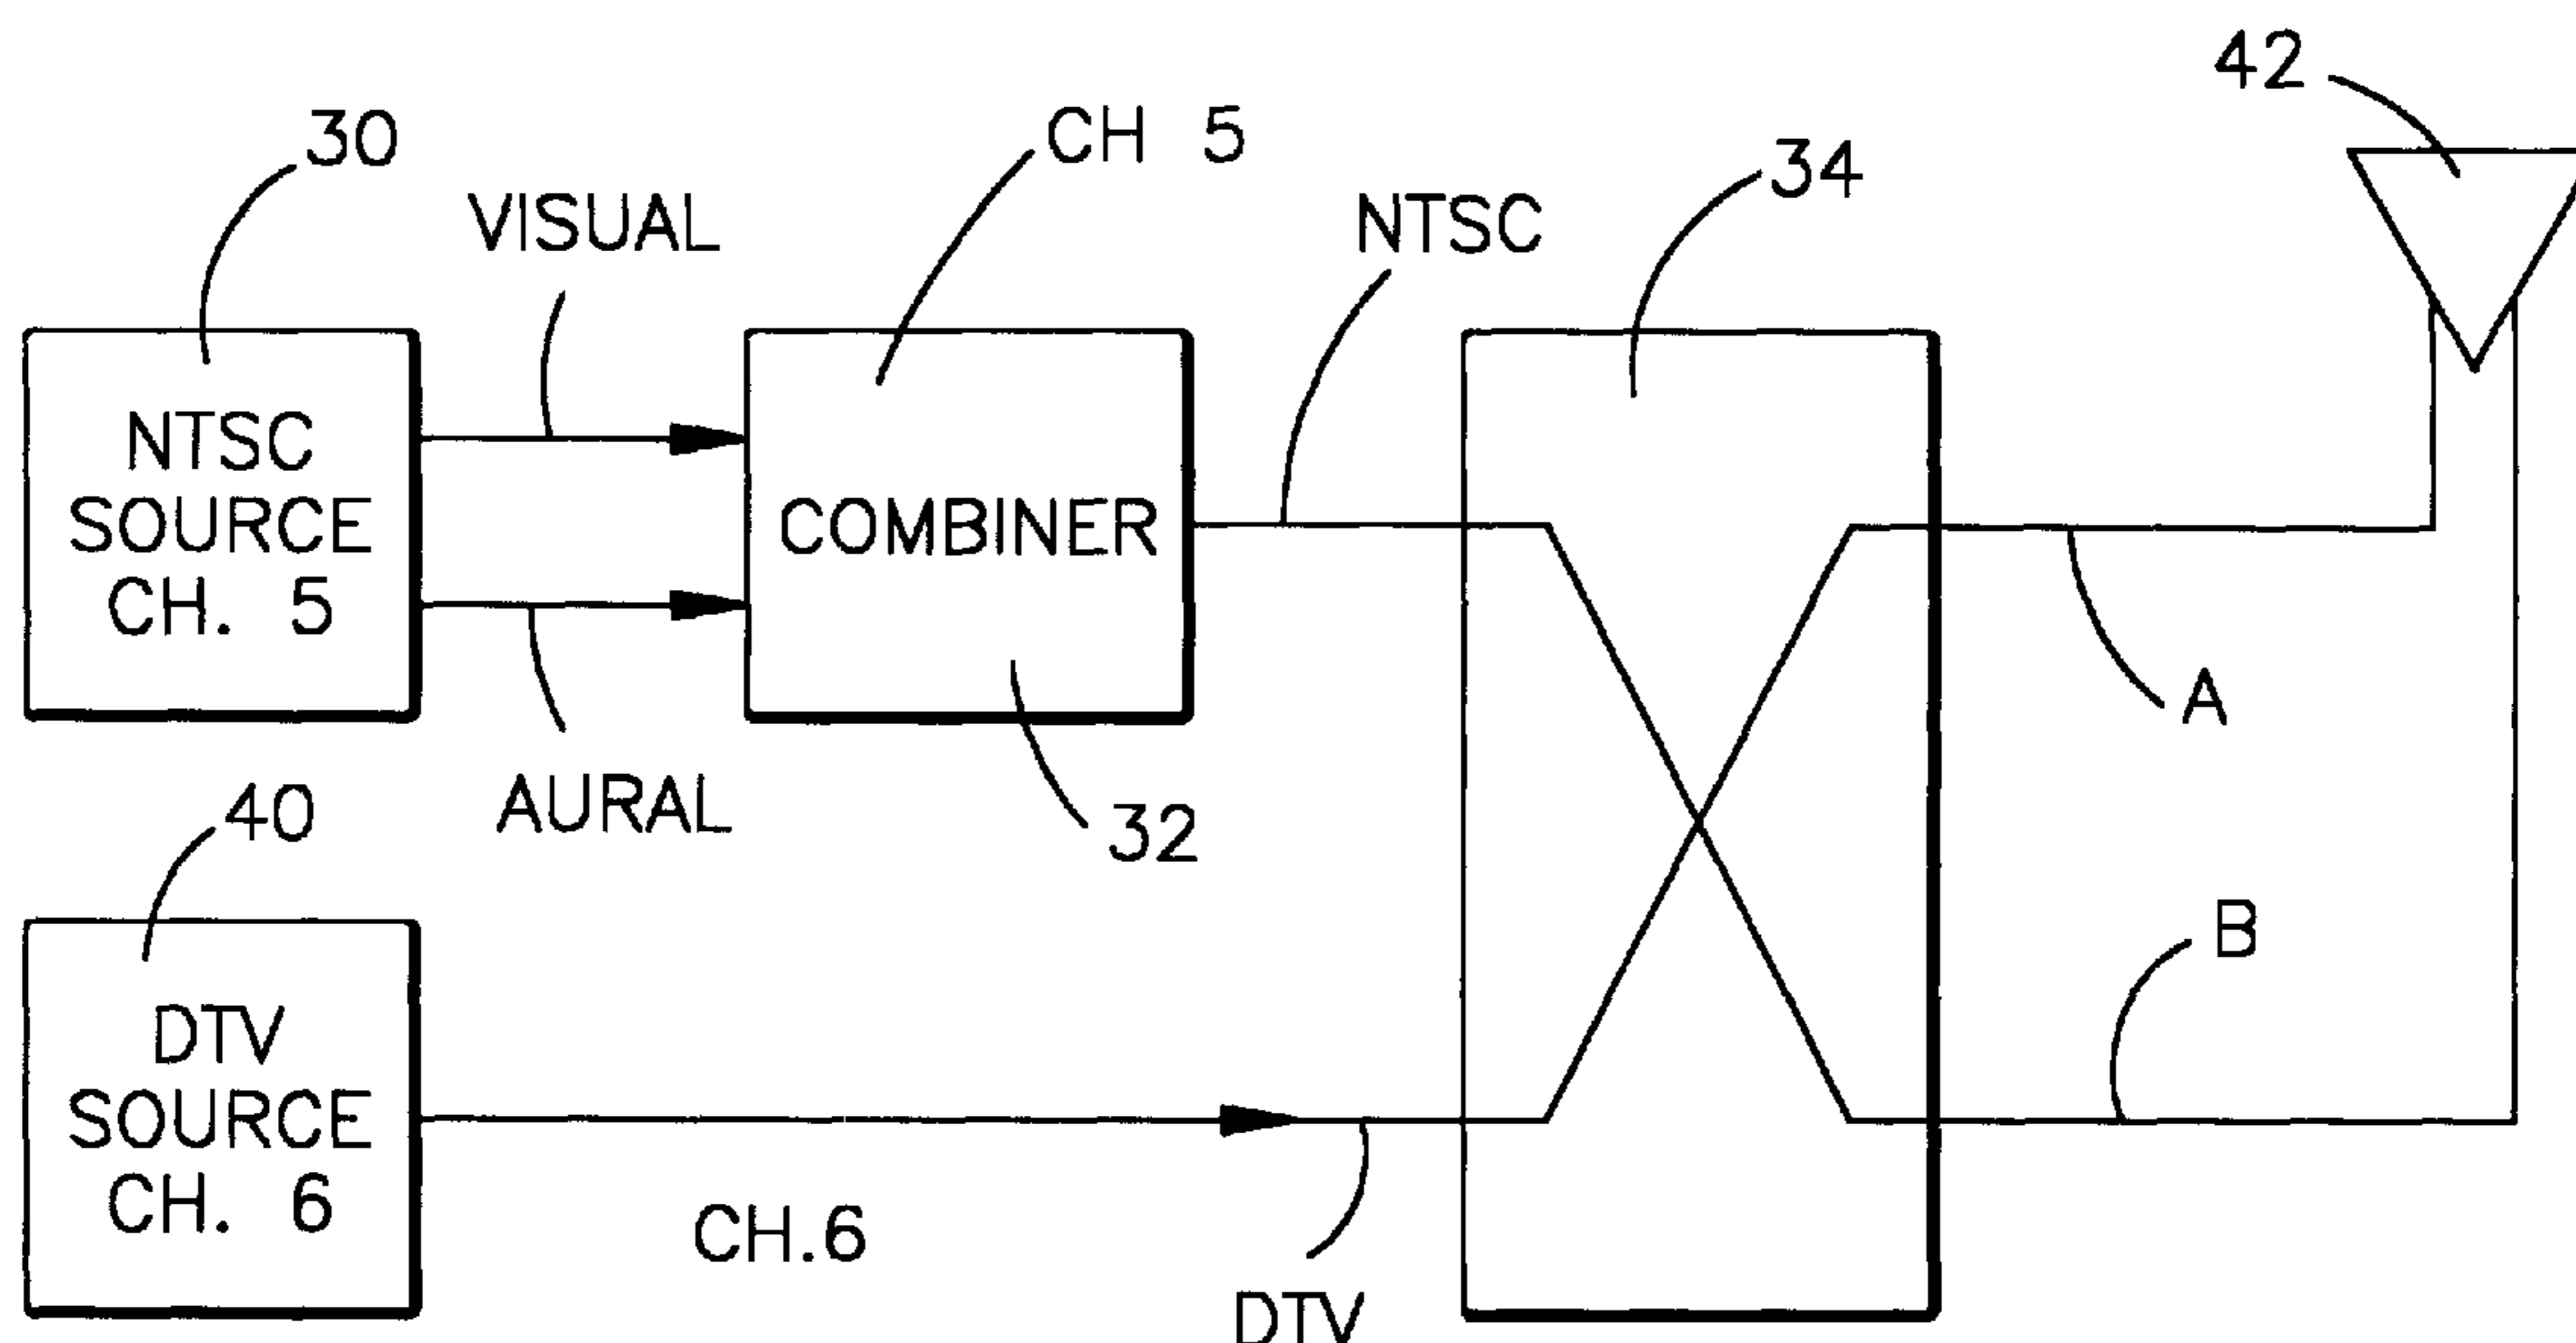 42
30
CH 5
34
VISUAL
NTSC
NTSC
SOURCE
CH. 5
COMBINER
A
AURAL
32
40
B
DTV
SOURCE
CH. 6
CH.6
DTV